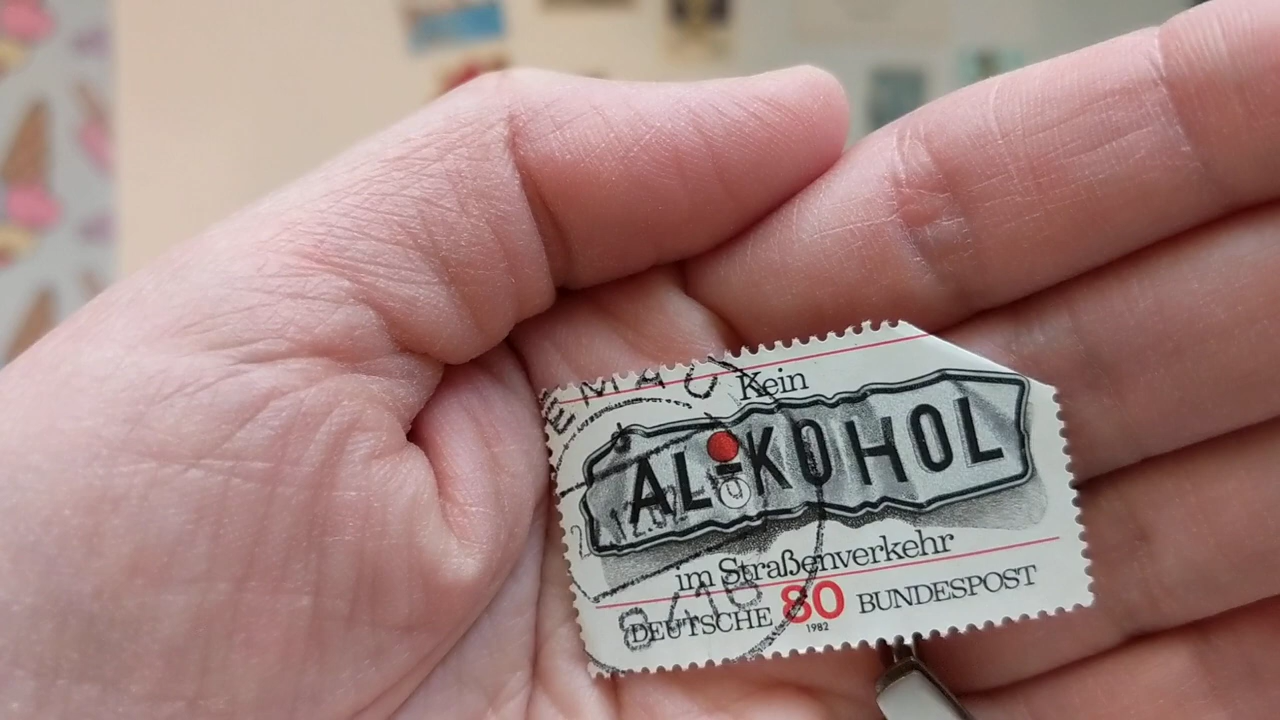 Kein
AL-KOHOL
im Straßenverkehr
DEUTSCHE 80 BUNDESPOST
1982